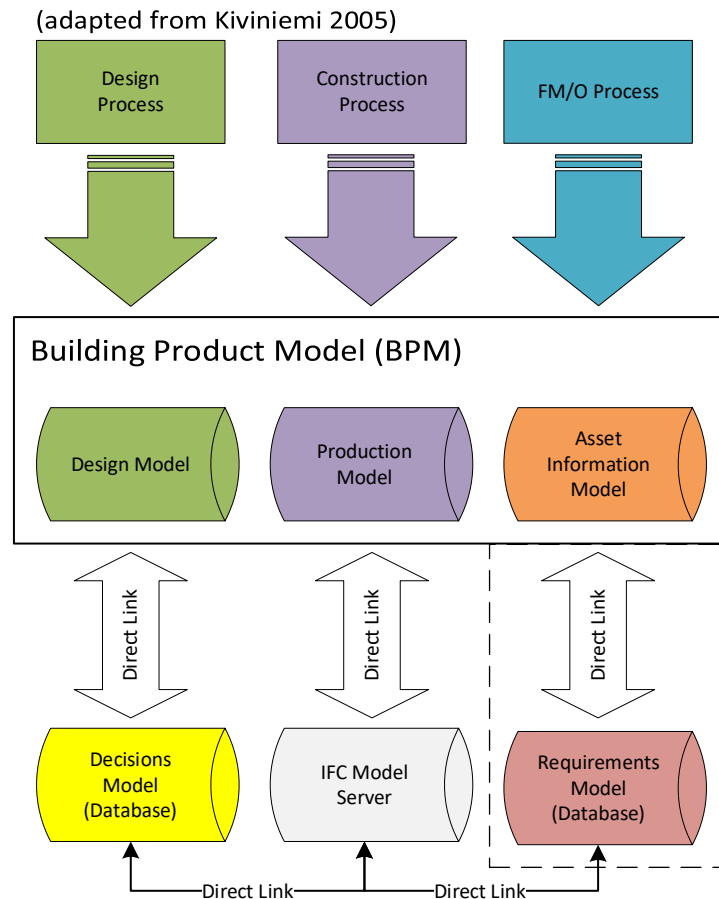 (adapted from Kiviniemi 2005)
Design
Process
Construction
Process
FM/O Process
Building Product Model (BPM)
Design Model
Production
Model
Asset
Information
Model
Direct Link
Direct Link
Direct Link
Decisions
Model
(Database)
IFC Model
Server
Requirements
Model
(Database)
Direct Link
Direct Link